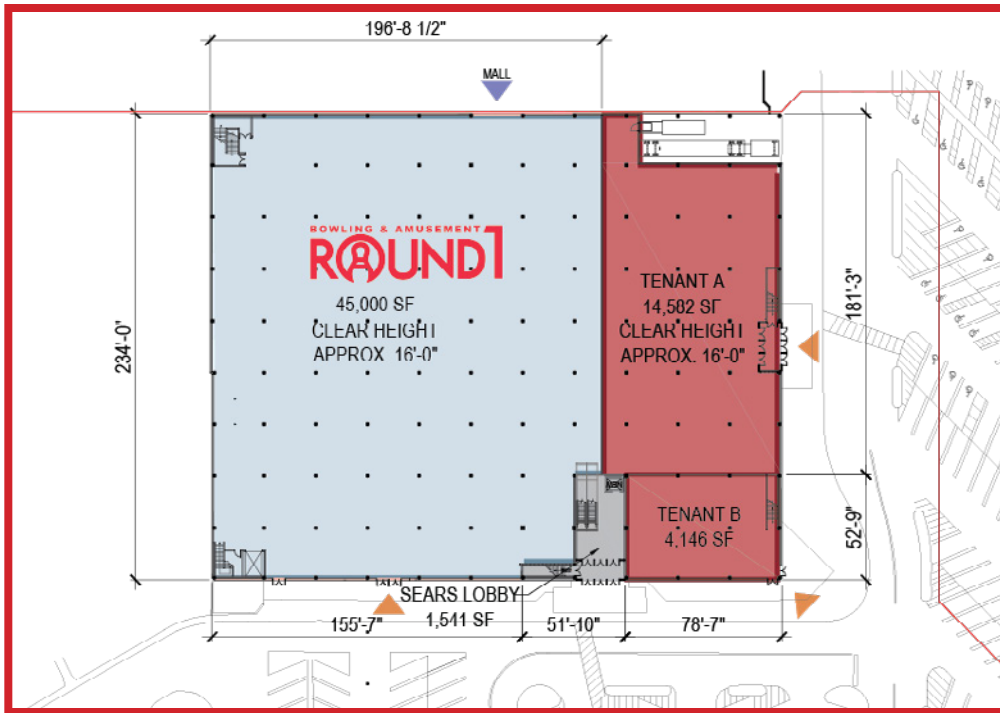 196'-8 1/2"
MALL
BOWLING & AMUSEMENT
ROUND1
45,000 SF
CLEAR HEIGHT
APPROX. 16'-0"
TENANT A
14,582 SF
CLEAR HEIGHT
APPROX. 16'-0"
234'-0"
181'-3"
TENANT B
4,146 SF
52'-9"
SEARS LOBBY
1,541 SF
155'-7"
51'-10"
78'-7"